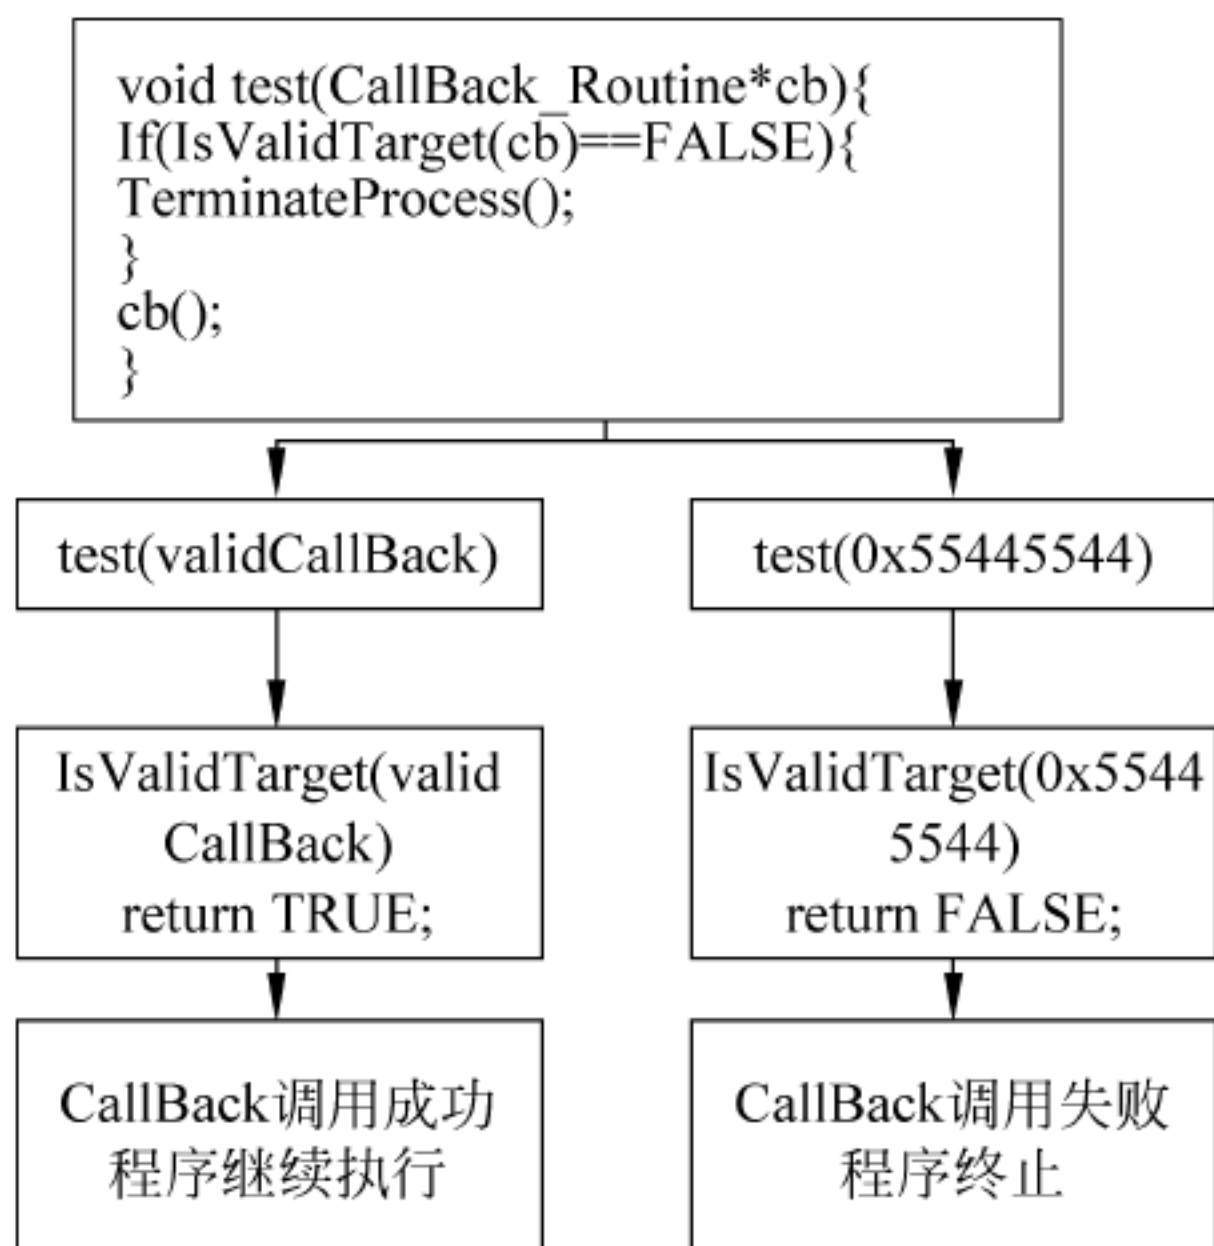 void test(CallBack_Routine*cb){
If(IsValidTarget(cb)==FALSE){
TerminateProcess();
}
cb();
}
test(validCallBack)
IsValidTarget(valid
CallBack)
return TRUE;
CallBack调用成功
程序继续执行
test(0x55445544)
IsValidTarget(0x5544
5544)
return FALSE;
CallBack调用失败
程序终止